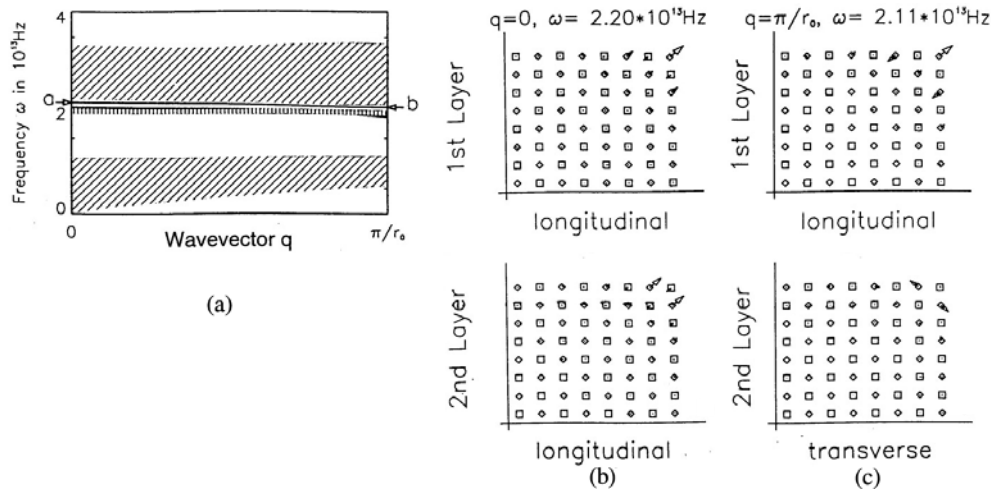 4
2
0
Frequency ω in 10¹³Hz
a
b
0
π/r₀
Wavevector q
(a)
q=0, ω= 2.20*10¹³Hz
1st Layer
longitudinal
2nd Layer
longitudinal
(b)
q=π/r₀, ω= 2.11*10¹³Hz
1st Layer
longitudinal
2nd Layer
transverse
(c)